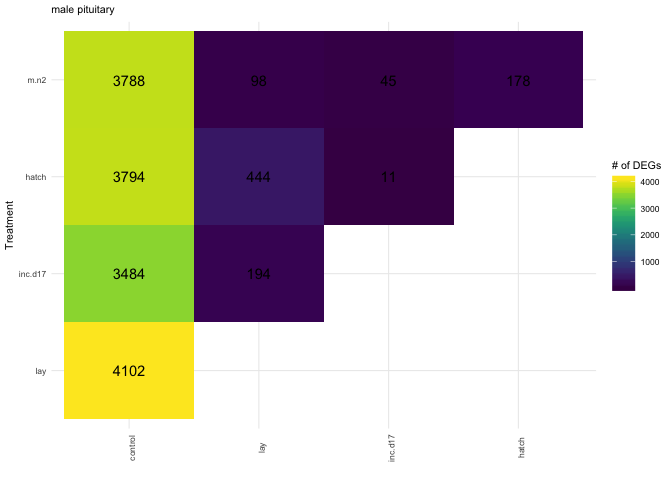 male pituitary
m.n2
3788
98
45
178
hatch
3794
444
11
inc.d17
3484
194
lay
4102
Treatment
control
lay
inc.d17
hatch
# of DEGs
4000
3000
2000
1000